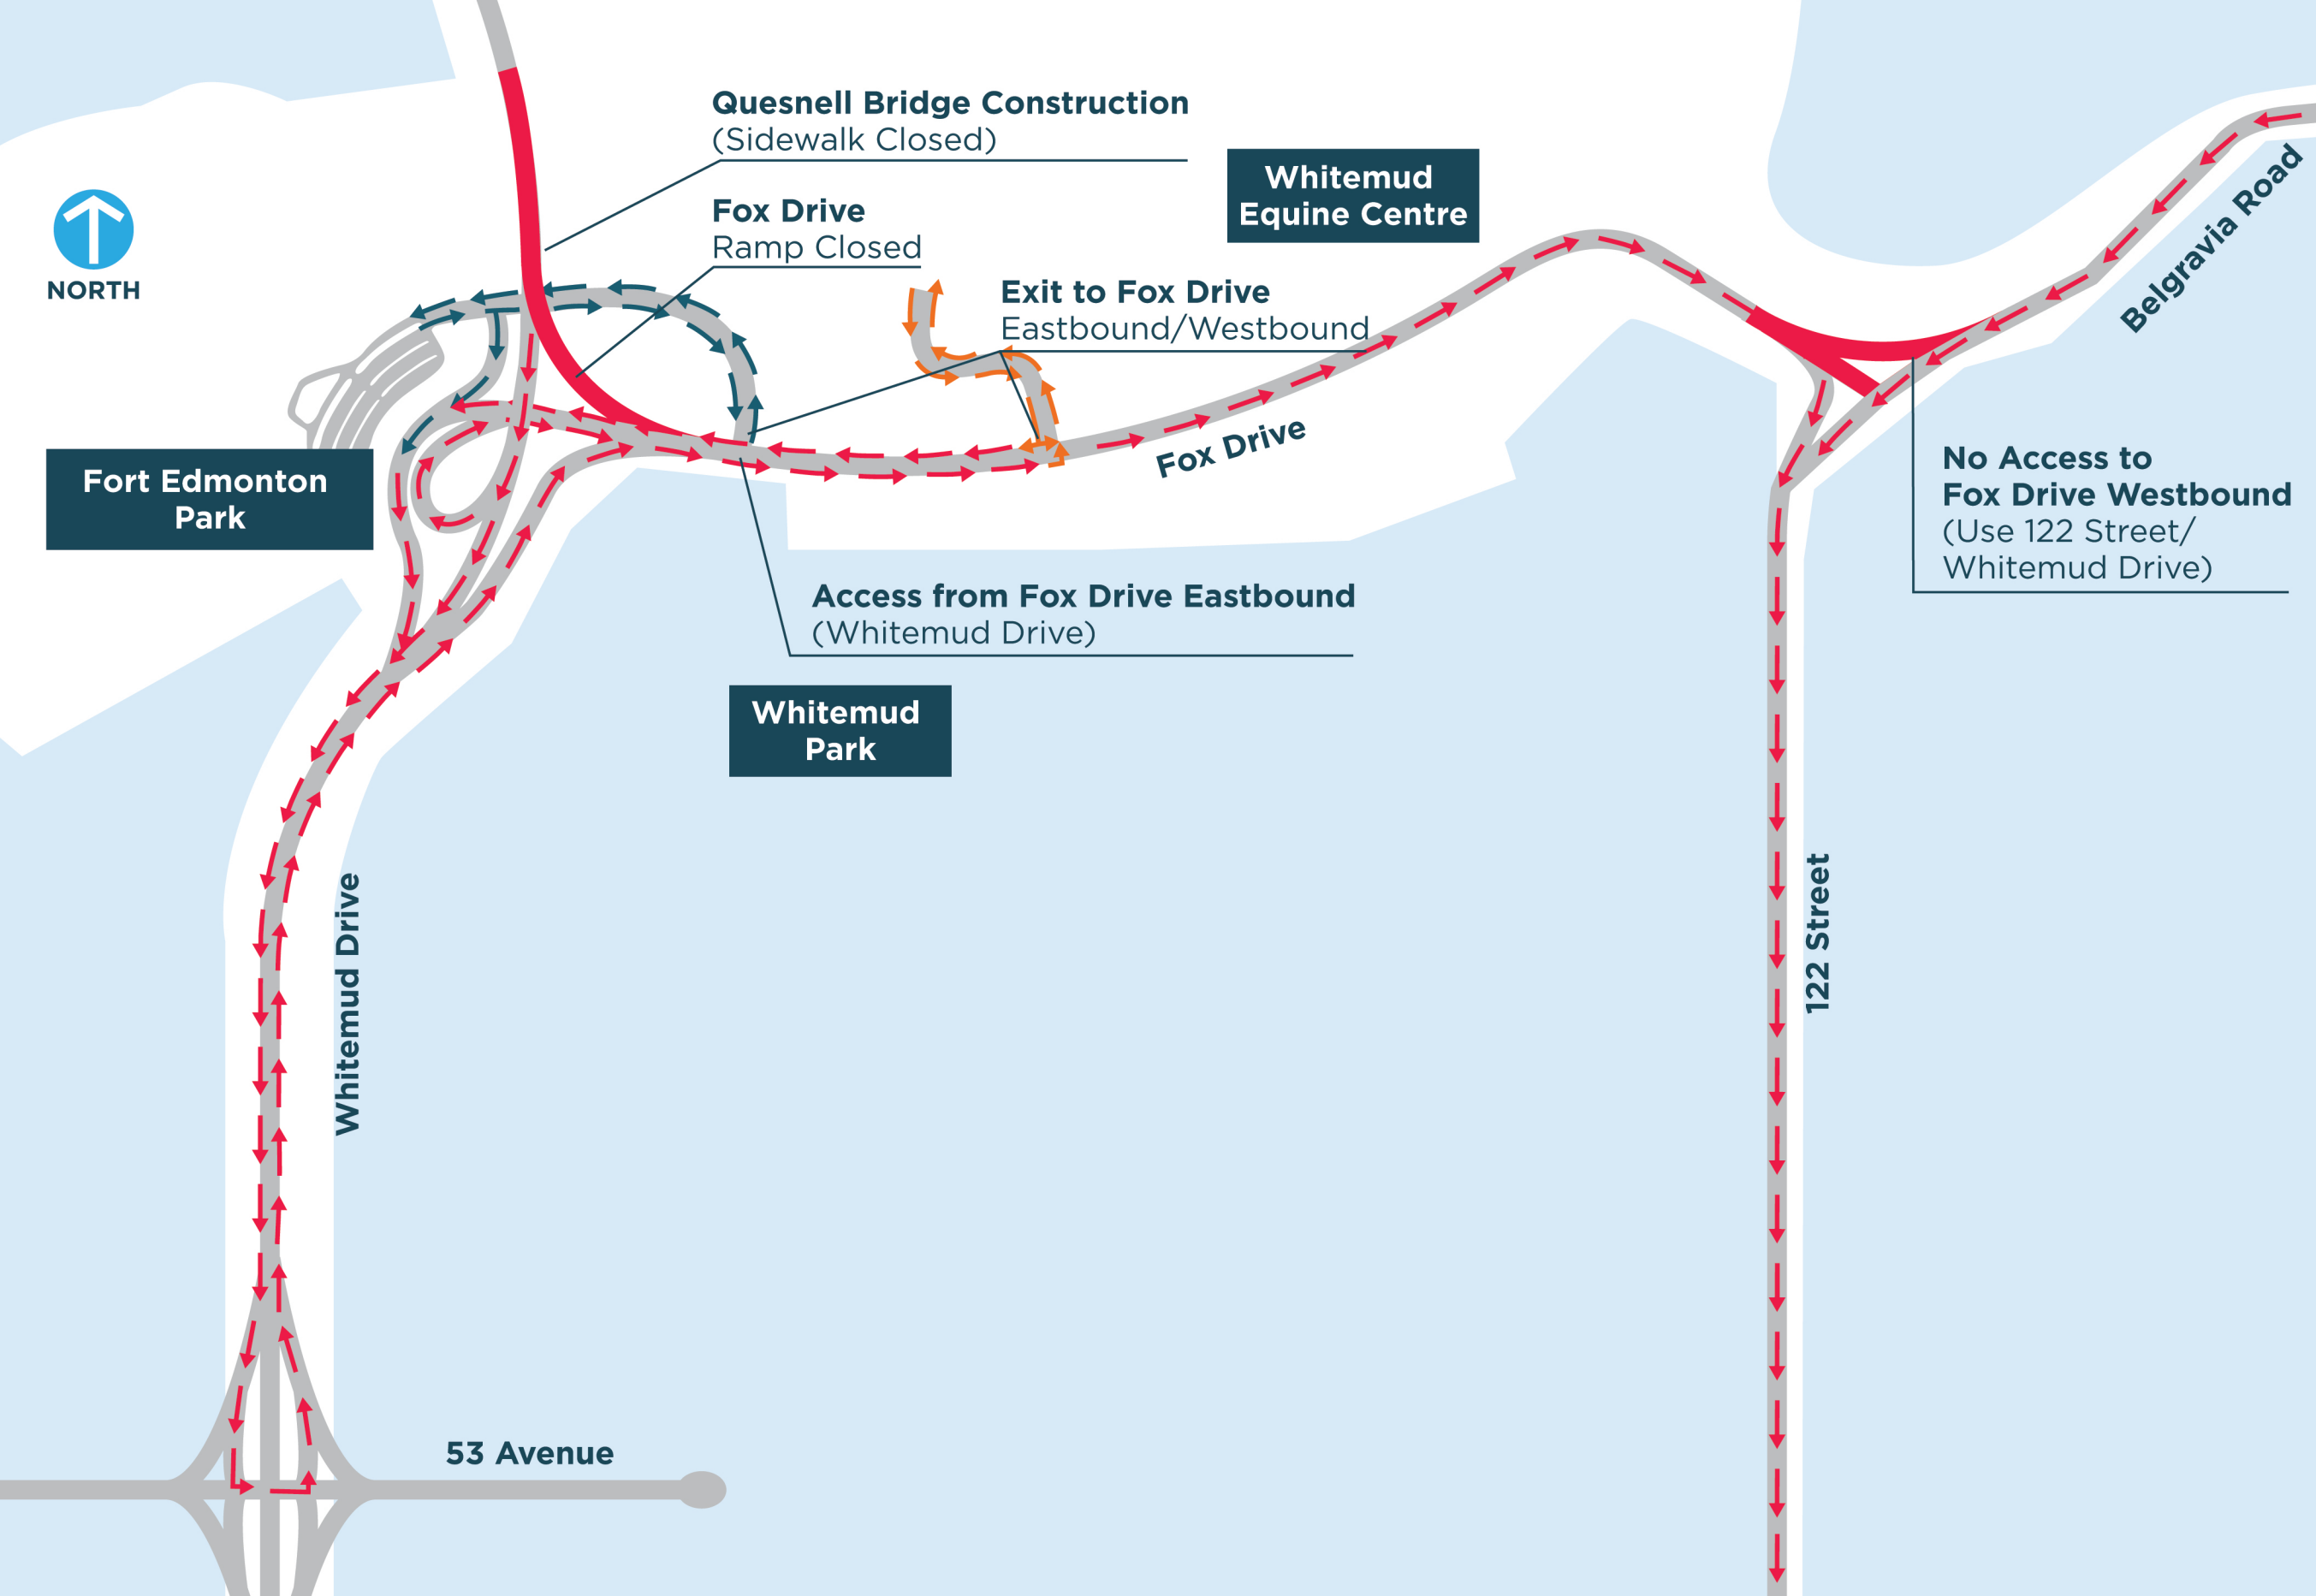 Quesnell Bridge Construction
(Sidewalk Closed)
Fox Drive
Ramp Closed
Whitemud
Equine Centre
NORTH
Exit to Fox Drive
Eastbound/Westbound
Belgravia Road
Fox Drive
Fort Edmonton
Park
No Access to
Fox Drive Westbound
(Use 122 Street/
Whitemud Drive)
Access from Fox Drive Eastbound
(Whitemud Drive)
Whitemud
Park
Whitemud Drive
122 Street
53 Avenue